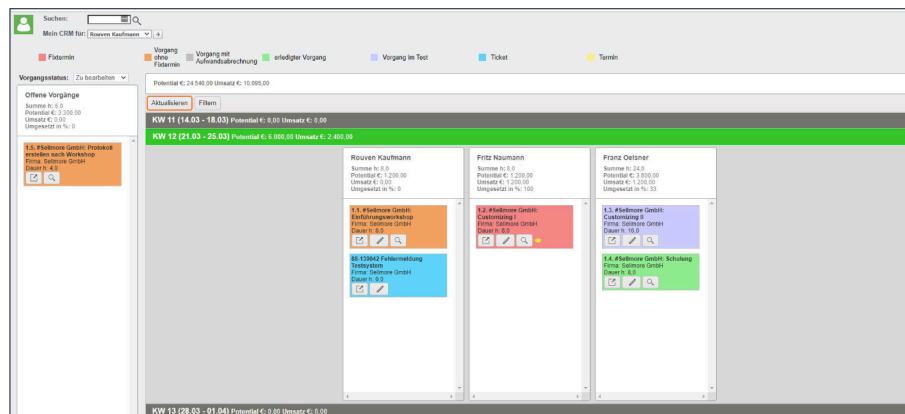 Suchen:
Mein CRM für: Rouven Kaufmann
Fixtermin
Vorgang
ohne
Fixtermin
Vorgang mit
Aufwandsabrechnung
erledigter Vorgang
Vorgang im Test
Ticket
Termin
Vorgangsstatus: Zu bearbeiten
Offene Vorgänge
Summe h: 6,0
Potential €: 3.300,00
Umsatz €: 0,00
Umgesetzt in %: 0
1.5. #Sellmore GmbH: Protokoll
erstellen nach Workshop
Firma: Sellmore GmbH
Dauer h: 4,0
Potential €: 24.540,00 Umsatz €: 10.095,00
Aktualisieren Filtern
KW 11 (14.03 - 18.03) Potential €: 0,00 Umsatz €: 0,00
KW 12 (21.03 - 25.03) Potential €: 6.000,00 Umsatz €: 2.400,00
Rouven Kaufmann
Summe h: 8,0
Potential €: 1.200,00
Umsatz €: 0,00
Umgesetzt in %: 0
1.1. #Sellmore GmbH:
Einführungsworkshop
Firma: Sellmore GmbH
Dauer h: 8,0
88-139642 Fehlermeldung
Testsystem
Firma: Sellmore GmbH
Dauer h: 0,0
Fritz Naumann
Summe h: 8,0
Potential €: 1.200,00
Umsatz €: 1.200,00
Umgesetzt in %: 100
1.2. #Sellmore GmbH:
Customizing I
Firma: Sellmore GmbH
Dauer h: 8,0
Franz Oelsner
Summe h: 24,0
Potential €: 3.600,00
Umsatz €: 1.200,00
Umgesetzt in %: 33
1.3. #Sellmore GmbH:
Customizing II
Firma: Sellmore GmbH
Dauer h: 16,0
1.4. #Sellmore GmbH: Schulung
Firma: Sellmore GmbH
Dauer h: 8,0
KW 13 (28.03 - 01.04) Potential €: 0,00 Umsatz €: 0,00